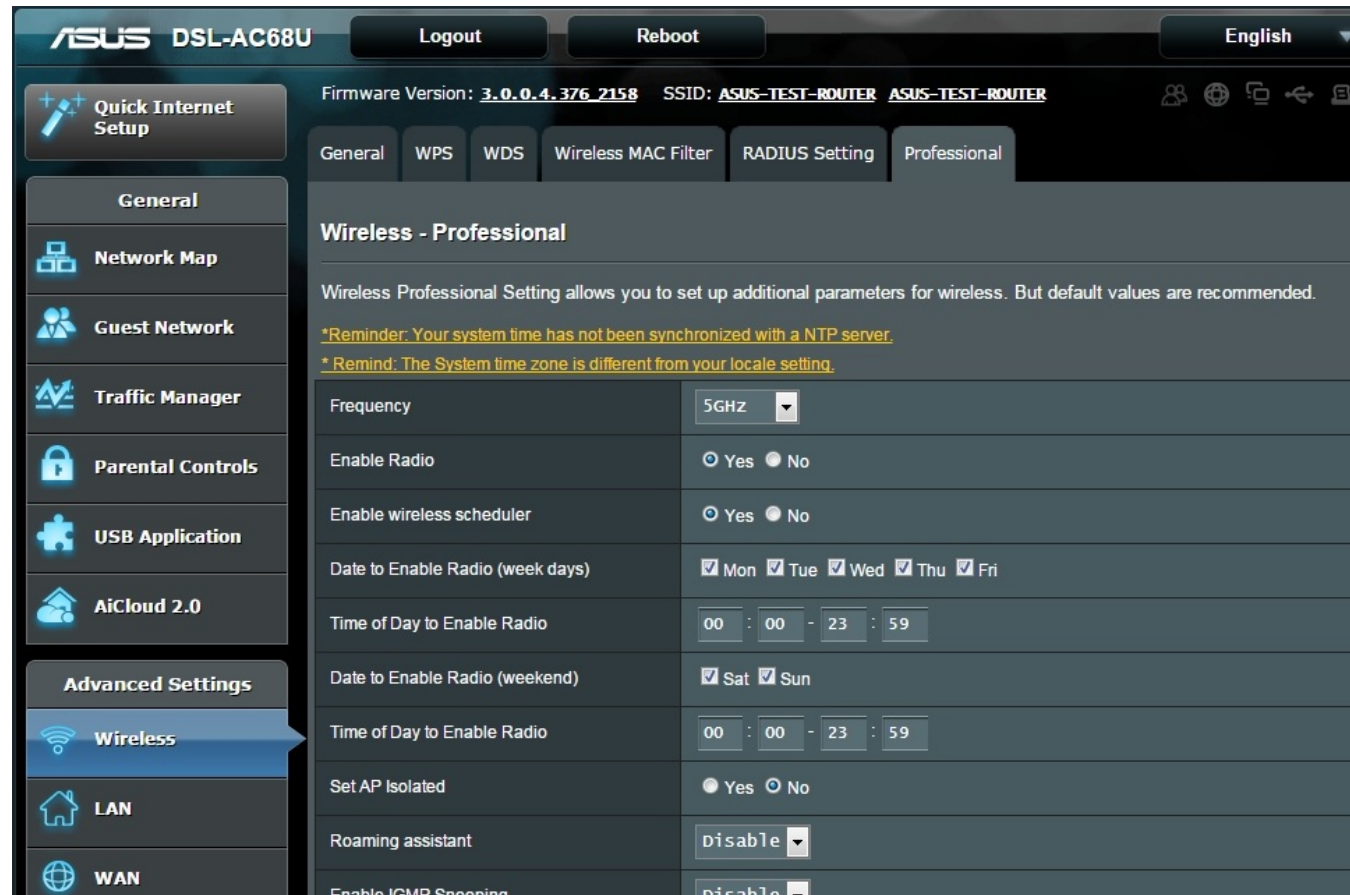 ASUS DSL-AC68U Logout Reboot English
Quick Internet Setup
Firmware Version: 3.0.0.4.376_2158 SSID: ASUS-TEST-ROUTER ASUS-TEST-ROUTER
General WPS WDS Wireless MAC Filter RADIUS Setting Professional
General
Network Map
Guest Network
Traffic Manager
Parental Controls
USB Application
AiCloud 2.0
Advanced Settings
Wireless
LAN
WAN
Wireless - Professional
Wireless Professional Setting allows you to set up additional parameters for wireless. But default values are recommended.
*Reminder: Your system time has not been synchronized with a NTP server.
* Remind: The System time zone is different from your locale setting.
Frequency 5GHz
Enable Radio Yes No
Enable wireless scheduler Yes No
Date to Enable Radio (week days) Mon Tue Wed Thu Fri
Time of Day to Enable Radio 00 : 00 - 23 : 59
Date to Enable Radio (weekend) Sat Sun
Time of Day to Enable Radio 00 : 00 - 23 : 59
Set AP Isolated Yes No
Roaming assistant Disable
Enable IGMP Snooping Disable